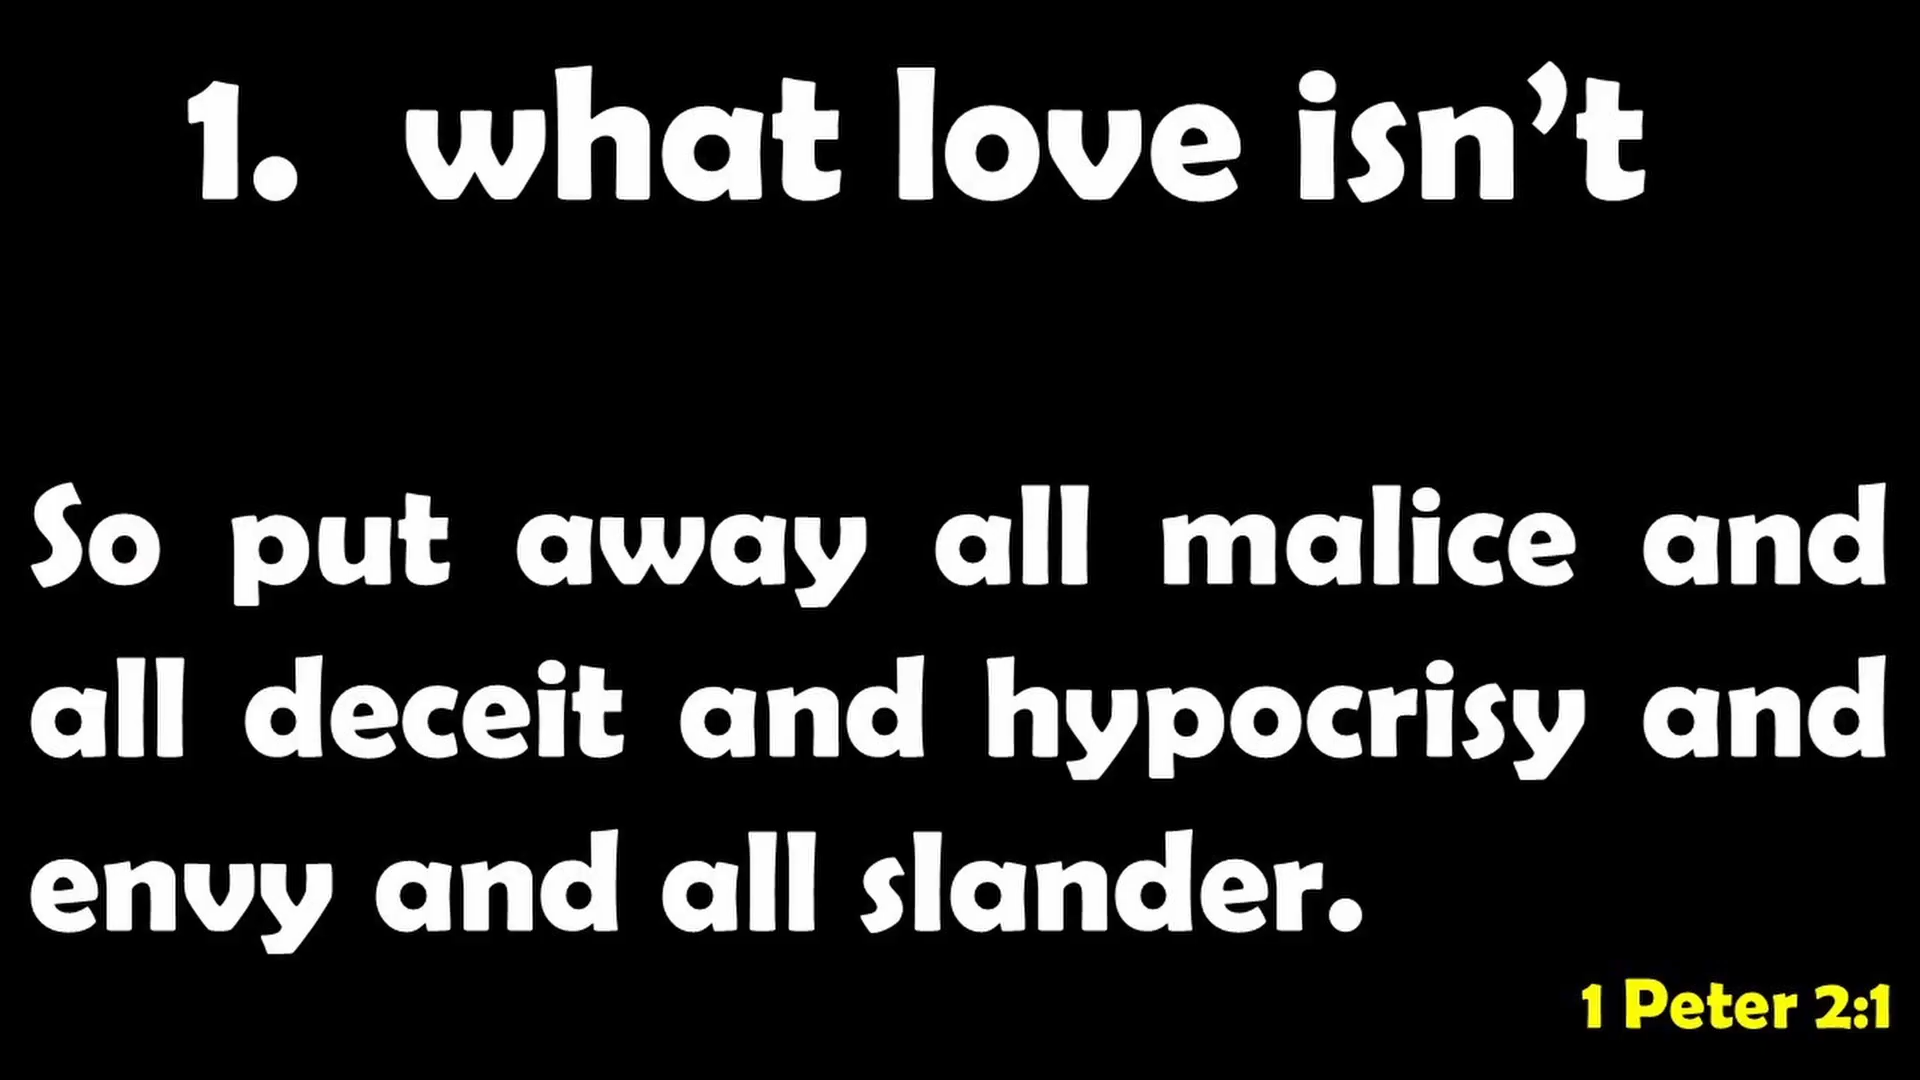 1. what love isn’t
So put away all malice and
all deceit and hypocrisy and
envy and all slander.
1 Peter 2:1